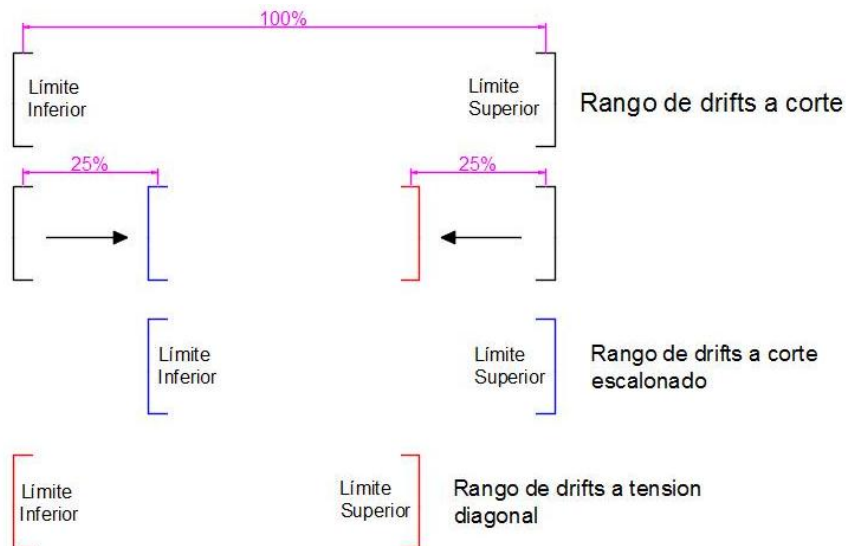 100%
Límite
Inferior
Límite
Superior
Rango de drifts a corte
25%
25%
Límite
Inferior
Límite
Superior
Rango de drifts a corte
escalonado
Límite
Inferior
Límite
Superior
Rango de drifts a tension
diagonal